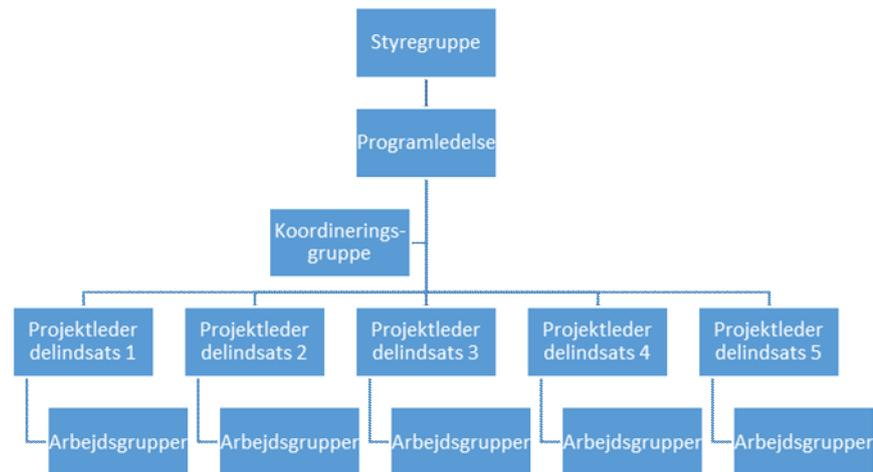 Styregruppe
Programledelse
Koordinerings-
gruppe
Projektleder
delindsats 1
Projektleder
delindsats 2
Projektleder
delindsats 3
Projektleder
delindsats 4
Projektleder
delindsats 5
Arbejdsgrupper
Arbejdsgrupper
Arbejdsgrupper
Arbejdsgrupper
Arbejdsgrupper